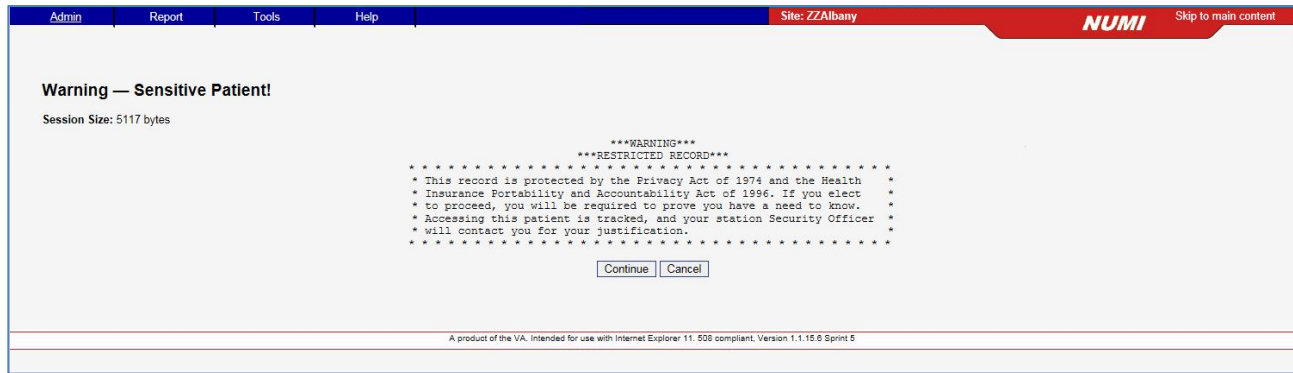 Admin Report Tools Help Site: ZZAlbany NUMI Skip to main content
Warning — Sensitive Patient!
Session Size: 5117 bytes
***WARNING***
***RESTRICTED RECORD***
* * * * * * * * * * * * * * * * * * * * * * * * * * * * * * * * * * * * *
* This record is protected by the Privacy Act of 1974 and the Health *
* Insurance Portability and Accountability Act of 1996. If you elect *
* to proceed, you will be required to prove you have a need to know. *
* Accessing this patient is tracked, and your station Security Officer *
* will contact you for your justification. *
* * * * * * * * * * * * * * * * * * * * * * * * * * * * * * * * * * * * *
Continue Cancel
A product of the VA. Intended for use with Internet Explorer 11. 508 compliant, Version 1.1.15.6 Sprint 5